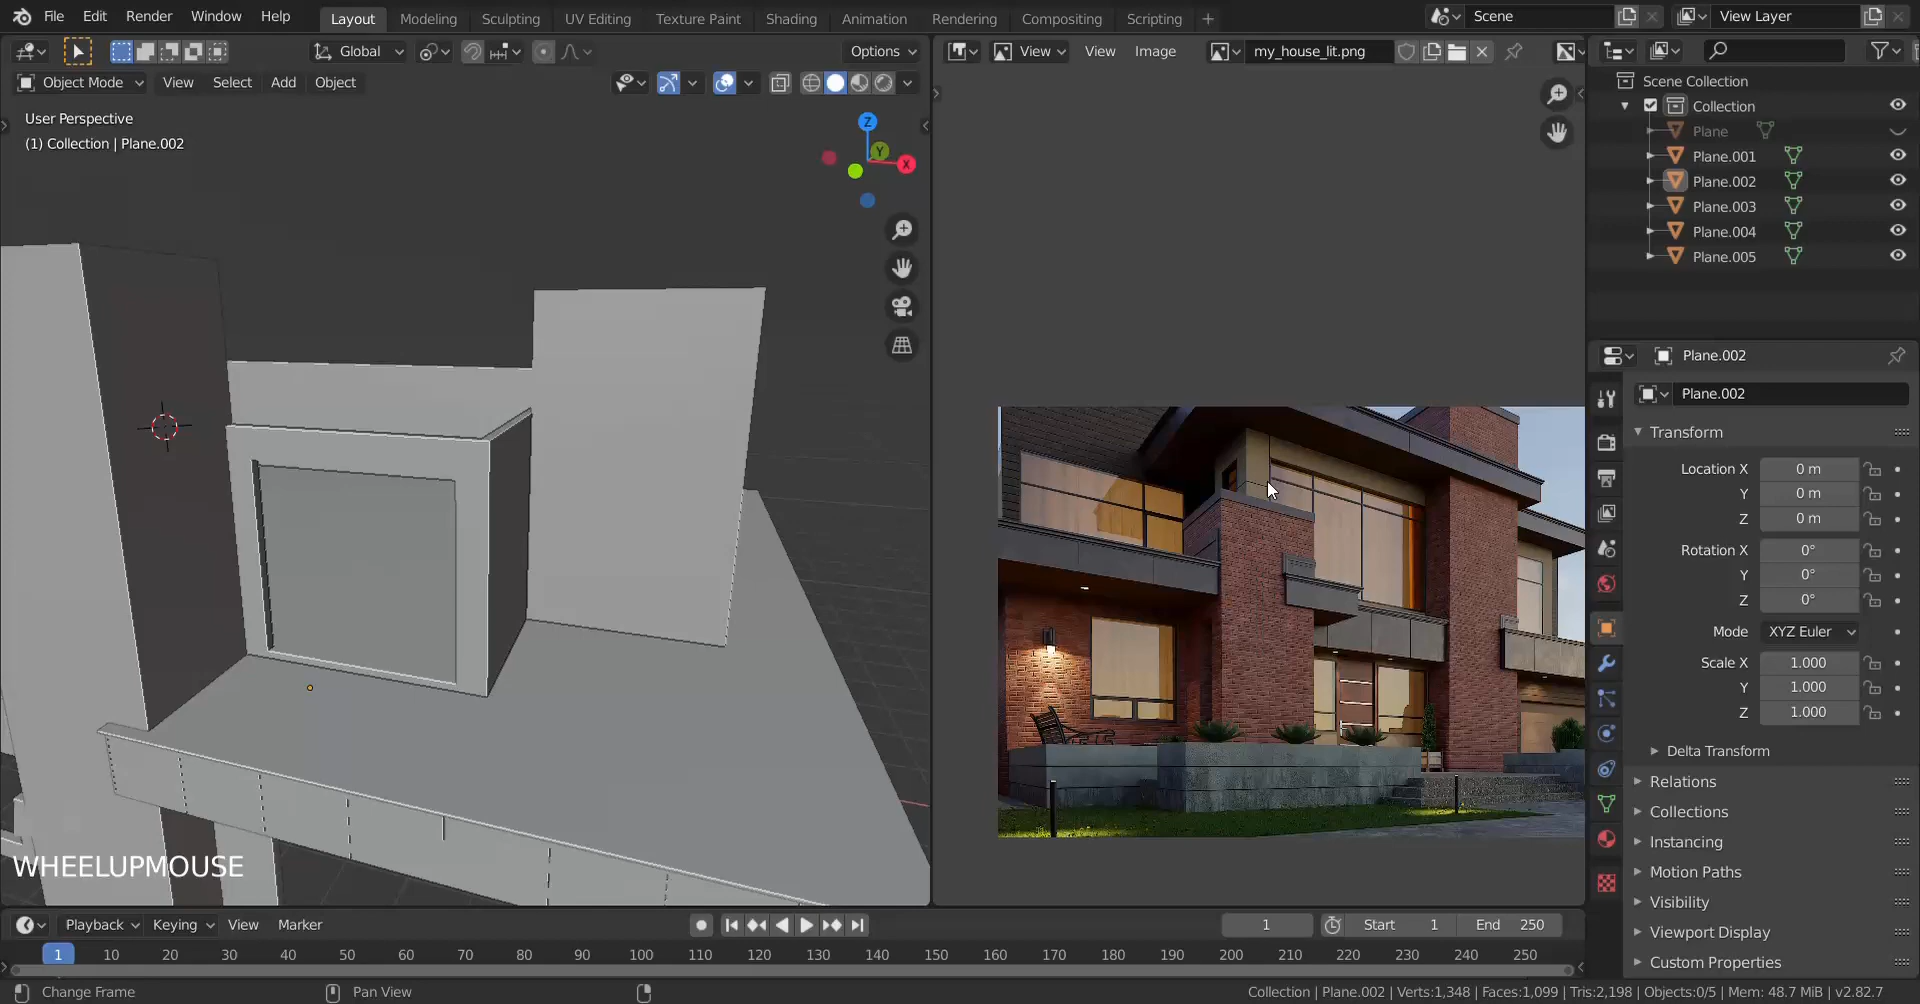 File Edit Render Window Help Layout Modeling Sculpting UV Editing Texture Paint Shading Animation Rendering Compositing Scripting + Scene View Layer
Global Options View View Image my_house_lit.png
Object Mode View Select Add Object
User Perspective
(1) Collection | Plane.002
Z
Y
X
WHEELUPMOUSE
Scene Collection
Collection
Plane
Plane.001
Plane.002
Plane.003
Plane.004
Plane.005
Plane.002
Plane.002
Transform
Location X 0 m
Y 0 m
Z 0 m
Rotation X 0°
Y 0°
Z 0°
Mode XYZ Euler
Scale X 1.000
Y 1.000
Z 1.000
Delta Transform
Relations
Collections
Instancing
Motion Paths
Visibility
Viewport Display
Custom Properties
Playback Keying View Marker 1 Start 1 End 250
1 10 20 30 40 50 60 70 80 90 100 110 120 130 140 150 160 170 180 190 200 210 220 230 240 250
Change Frame Pan View Collection | Plane.002 | Verts:1,348 | Faces:1,099 | Tris:2,198 | Objects:0/5 | Mem: 48.7 MiB | v2.82.7